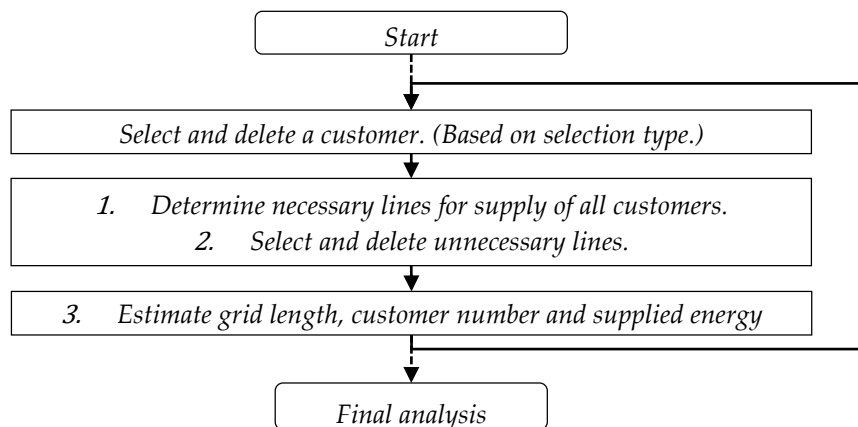 Start
Select and delete a customer. (Based on selection type.)
1. Determine necessary lines for supply of all customers.
2. Select and delete unnecessary lines.
3. Estimate grid length, customer number and supplied energy
Final analysis